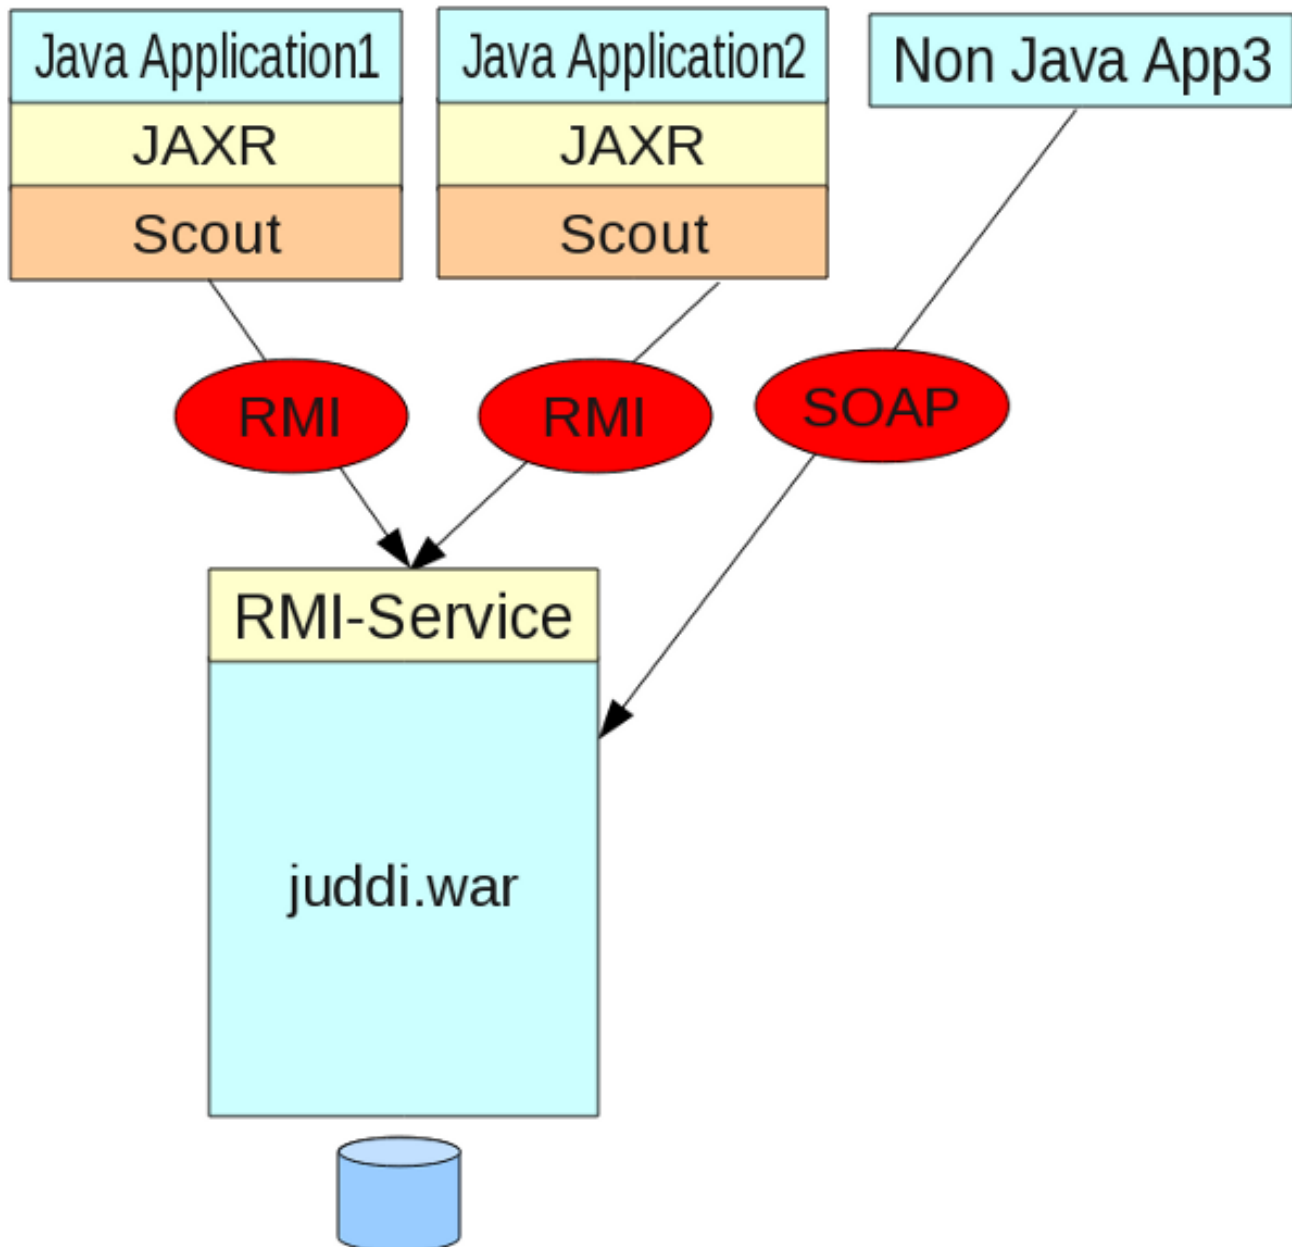 Java Application1
JAXR
Scout
Java Application2
JAXR
Scout
Non Java App3
RMI
RMI
SOAP
RMI-Service
juddi.war